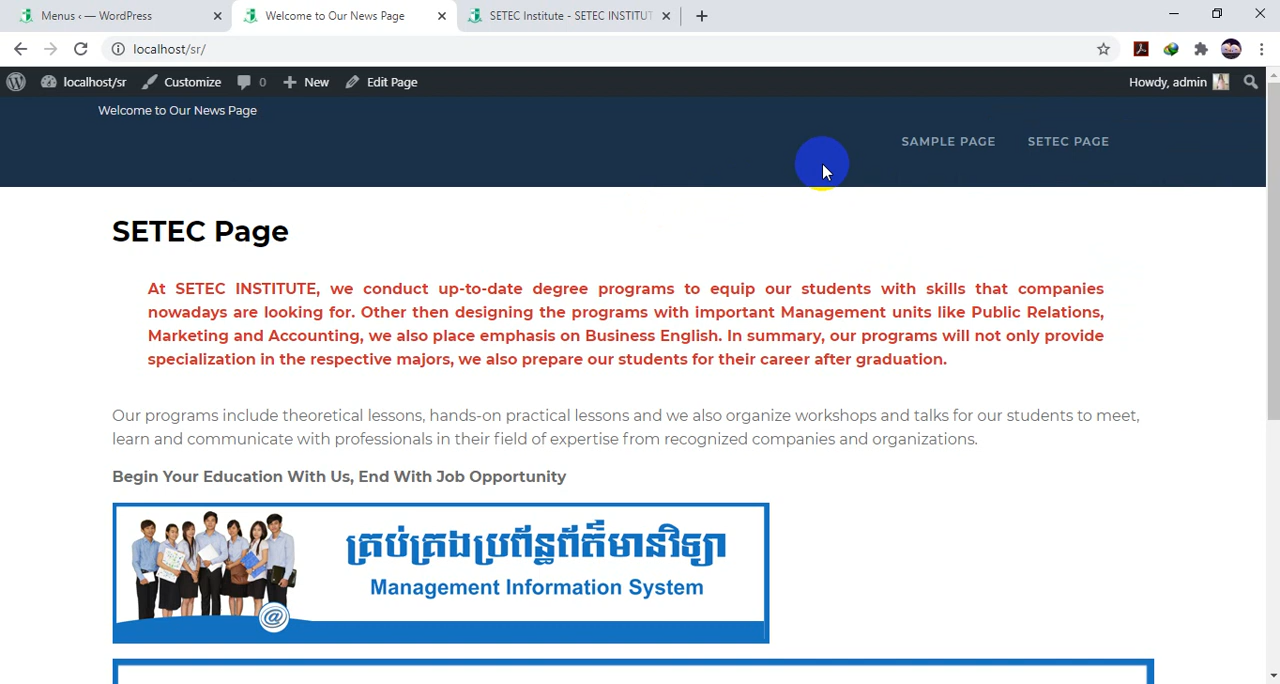 Menus ‹ — WordPress
Welcome to Our News Page
SETEC Institute - SETEC INSTITUT
localhost/sr/
localhost/sr
Customize
0
New
Edit Page
Howdy, admin
Welcome to Our News Page
SAMPLE PAGE
SETEC PAGE
SETEC Page
At SETEC INSTITUTE, we conduct up-to-date degree programs to equip our students with skills that companies
nowadays are looking for. Other then designing the programs with important Management units like Public Relations,
Marketing and Accounting, we also place emphasis on Business English. In summary, our programs will not only provide
specialization in the respective majors, we also prepare our students for their career after graduation.
Our programs include theoretical lessons, hands-on practical lessons and we also organize workshops and talks for our students to meet,
learn and communicate with professionals in their field of expertise from recognized companies and organizations.
Begin Your Education With Us, End With Job Opportunity
គ្រប់គ្រងប្រព័ន្ធព័ត៌មានវិទ្យា
Management Information System
@